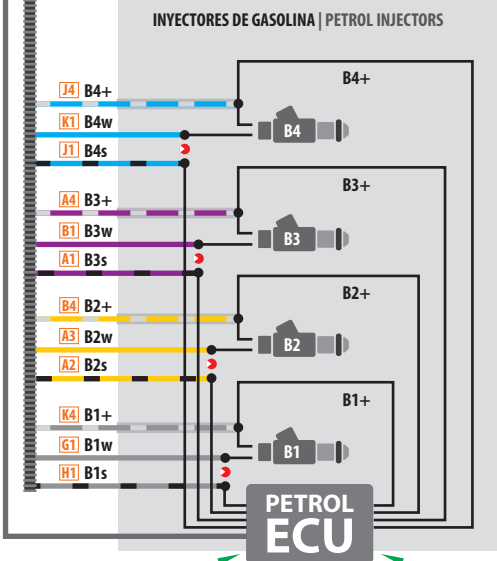 INYECTORES DE GASOLINA | PETROL INJECTORS
B4+
J4 B4+
K1 B4w
B4
J1 B4s
B3+
A4 B3+
B1 B3w
B3
A1 B3s
B2+
B4 B2+
A3 B2w
B2
A2 B2s
B1+
K4 B1+
G1 B1w
B1
H1 B1s
PETROL
ECU